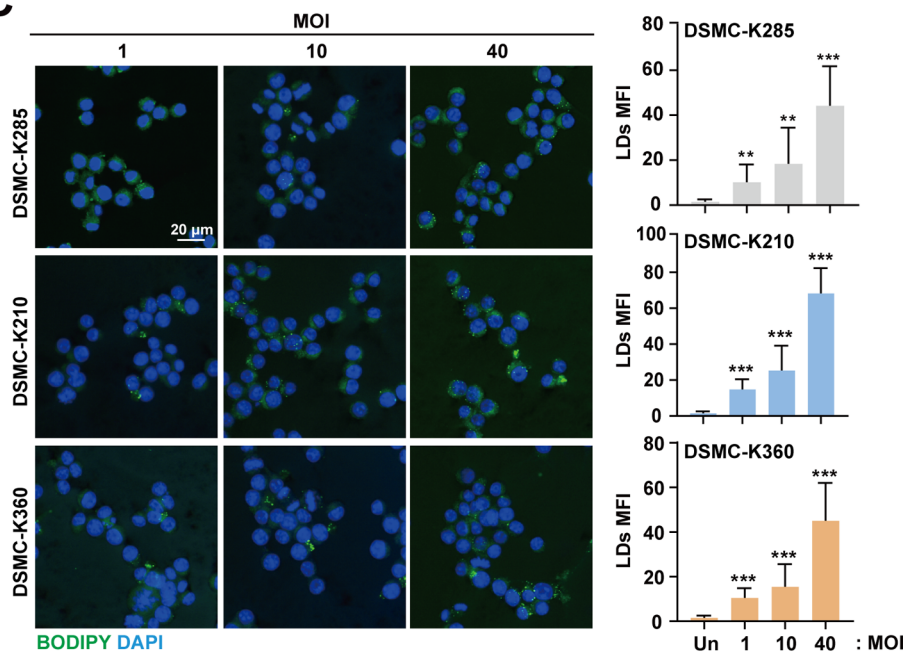 MOI
1 10 40
DSMC-K285
20 µm
DSMC-K210
DSMC-K360
BODIPY DAPI
DSMC-K285
LDs MFI
80
60
40
20
0
** ** ***
DSMC-K210
LDs MFI
100
80
60
40
20
0
*** *** ***
DSMC-K360
LDs MFI
80
60
40
20
0
*** *** ***
Un 1 10 40 : MOI